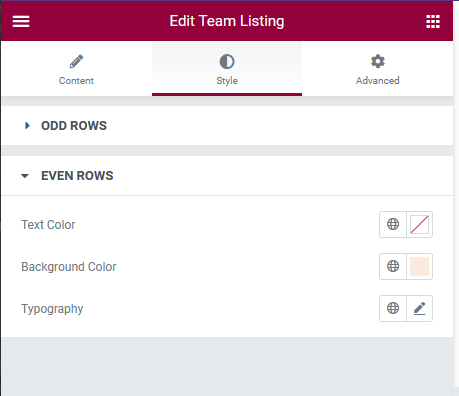 Edit Team Listing
Content
Style
Advanced
ODD ROWS
EVEN ROWS
Text Color
Background Color
Typography